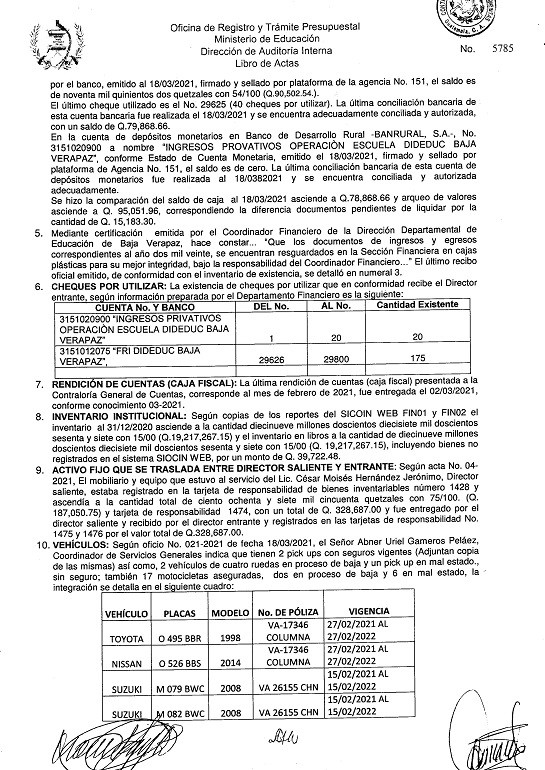 Oficina de Registro y Trámite Presupuestal
Ministerio de Educación
Dirección de Auditoría Interna
Libro de Actas
No. 5785
Guatemala, C. A.
por el banco, emitido al 18/03/2021, firmado y sellado por plataforma de la agencia No. 151, el saldo es
de noventa mil quinientos dos quetzales con 54/100 (Q.90,502.54.).
El último cheque utilizado es el No. 29625 (40 cheques por utilizar). La última conciliación bancaria de
esta cuenta bancaria fue realizada el 18/03/2021 y se encuentra adecuadamente conciliada y autorizada,
con un saldo de Q.79,868.66.
En la cuenta de depósitos monetarios en Banco de Desarrollo Rural -BANRURAL, S.A.-, No.
3151020900 a nombre "INGRESOS PROVATIVOS OPERACIÒN ESCUELA DIDEDUC BAJA
VERAPAZ", conforme Estado de Cuenta Monetaria, emitido el 18/03/2021, firmado y sellado por
plataforma de Agencia No. 151, el saldo es de cero. La última conciliación bancaria de esta cuenta de
depósitos monetarios fue realizada al 18/0382021 y se encuentra conciliada y autorizada
adecuadamente.
Se hizo la comparación del saldo de caja al 18/03/2021 asciende a Q.78,868.66 y arqueo de valores
asciende a Q. 95,051.96, correspondiendo la diferencia documentos pendientes de liquidar por la
cantidad de Q. 15,183.30.
5. Mediante certificación emitida por el Coordinador Financiero de la Dirección Departamental de
Educación de Baja Verapaz, hace constar... "Que los documentos de ingresos y egresos
correspondientes al año dos mil veinte, se encuentran resguardados en la Sección Financiera en cajas
plásticas para su mejor integridad, bajo la responsabilidad del Coordinador Financiero..." El último recibo
oficial emitido, de conformidad con el inventario de existencia, se detalló en numeral 3.
6. CHEQUES POR UTILIZAR: La existencia de cheques por utilizar que en conformidad recibe el Director
entrante, según información preparada por el Departamento Financiero es la siguiente:
CUENTA No. Y BANCO DEL No. AL No. Cantidad Existente
3151020900 "INGRESOS PRIVATIVOS
OPERACIÒN ESCUELA DIDEDUC BAJA
VERAPAZ" 1 20 20
3151012075 "FRI DIDEDUC BAJA
VERAPAZ", 29626 29800 175
7. RENDICIÓN DE CUENTAS (CAJA FISCAL): La última rendición de cuentas (caja fiscal) presentada a la
Contraloría General de Cuentas, corresponde al mes de febrero de 2021, fue entregada el 02/03/2021,
conforme conocimiento 03-2021.
8. INVENTARIO INSTITUCIONAL: Según copias de los reportes del SICOIN WEB FIN01 y FIN02 el
inventario al 31/12/2020 asciende a la cantidad diecinueve millones doscientos diecisiete mil doscientos
sesenta y siete con 15/00 (Q.19,217,267.15) y el inventario en libros a la cantidad de diecinueve millones
doscientos diecisiete mil doscientos sesenta y siete con 15/00 (Q. 19,217,267.15), incluyendo bienes no
registrados en el sistema SIOCIN WEB, por un monto de Q. 39,722.48.
9. ACTIVO FIJO QUE SE TRASLADA ENTRE DIRECTOR SALIENTE Y ENTRANTE: Según acta No. 04-
2021, El mobiliario y equipo que estuvo al servicio del Lic. César Moisés Hernández Jerónimo, Director
saliente, estaba registrado en la tarjeta de responsabilidad de bienes inventariables número 1428 y
ascendía a la cantidad total de ciento ochenta y siete mil cincuenta quetzales con 75/100. (Q.
187,050.75) y tarjeta de responsabilidad 1474, con un total de Q. 328,687.00 y fue entregado por el
director saliente y recibido por el director entrante y registrados en las tarjetas de responsabilidad No.
1475 y 1476 por el valor total de Q.328,687.00.
10. VEHÍCULOS: Según oficio No. 021-2021 de fecha 18/03/2021, el Señor Abner Uriel Gameros Peláez,
Coordinador de Servicios Generales indica que tienen 2 pick ups con seguros vigentes (Adjuntan copia
de las mismas) así como, 2 vehículos de cuatro ruedas en proceso de baja y un pick up en mal estado.,
sin seguro; también 17 motocicletas aseguradas, dos en proceso de baja y 6 en mal estado, la
integración se detalla en el siguiente cuadro:
VEHÍCULO PLACAS MODELO No. DE PÓLIZA VIGENCIA
TOYOTA O 495 BBR 1998 VA-17346 COLUMNA 27/02/2021 AL 27/02/2022
NISSAN O 526 BBS 2014 VA-17346 COLUMNA 27/02/2021 AL 27/02/2022
SUZUKI M 079 BWC 2008 VA 26155 CHN 15/02/2021 AL 15/02/2022
SUZUKI M 082 BWC 2008 VA 26155 CHN 15/02/2021 AL 15/02/2022